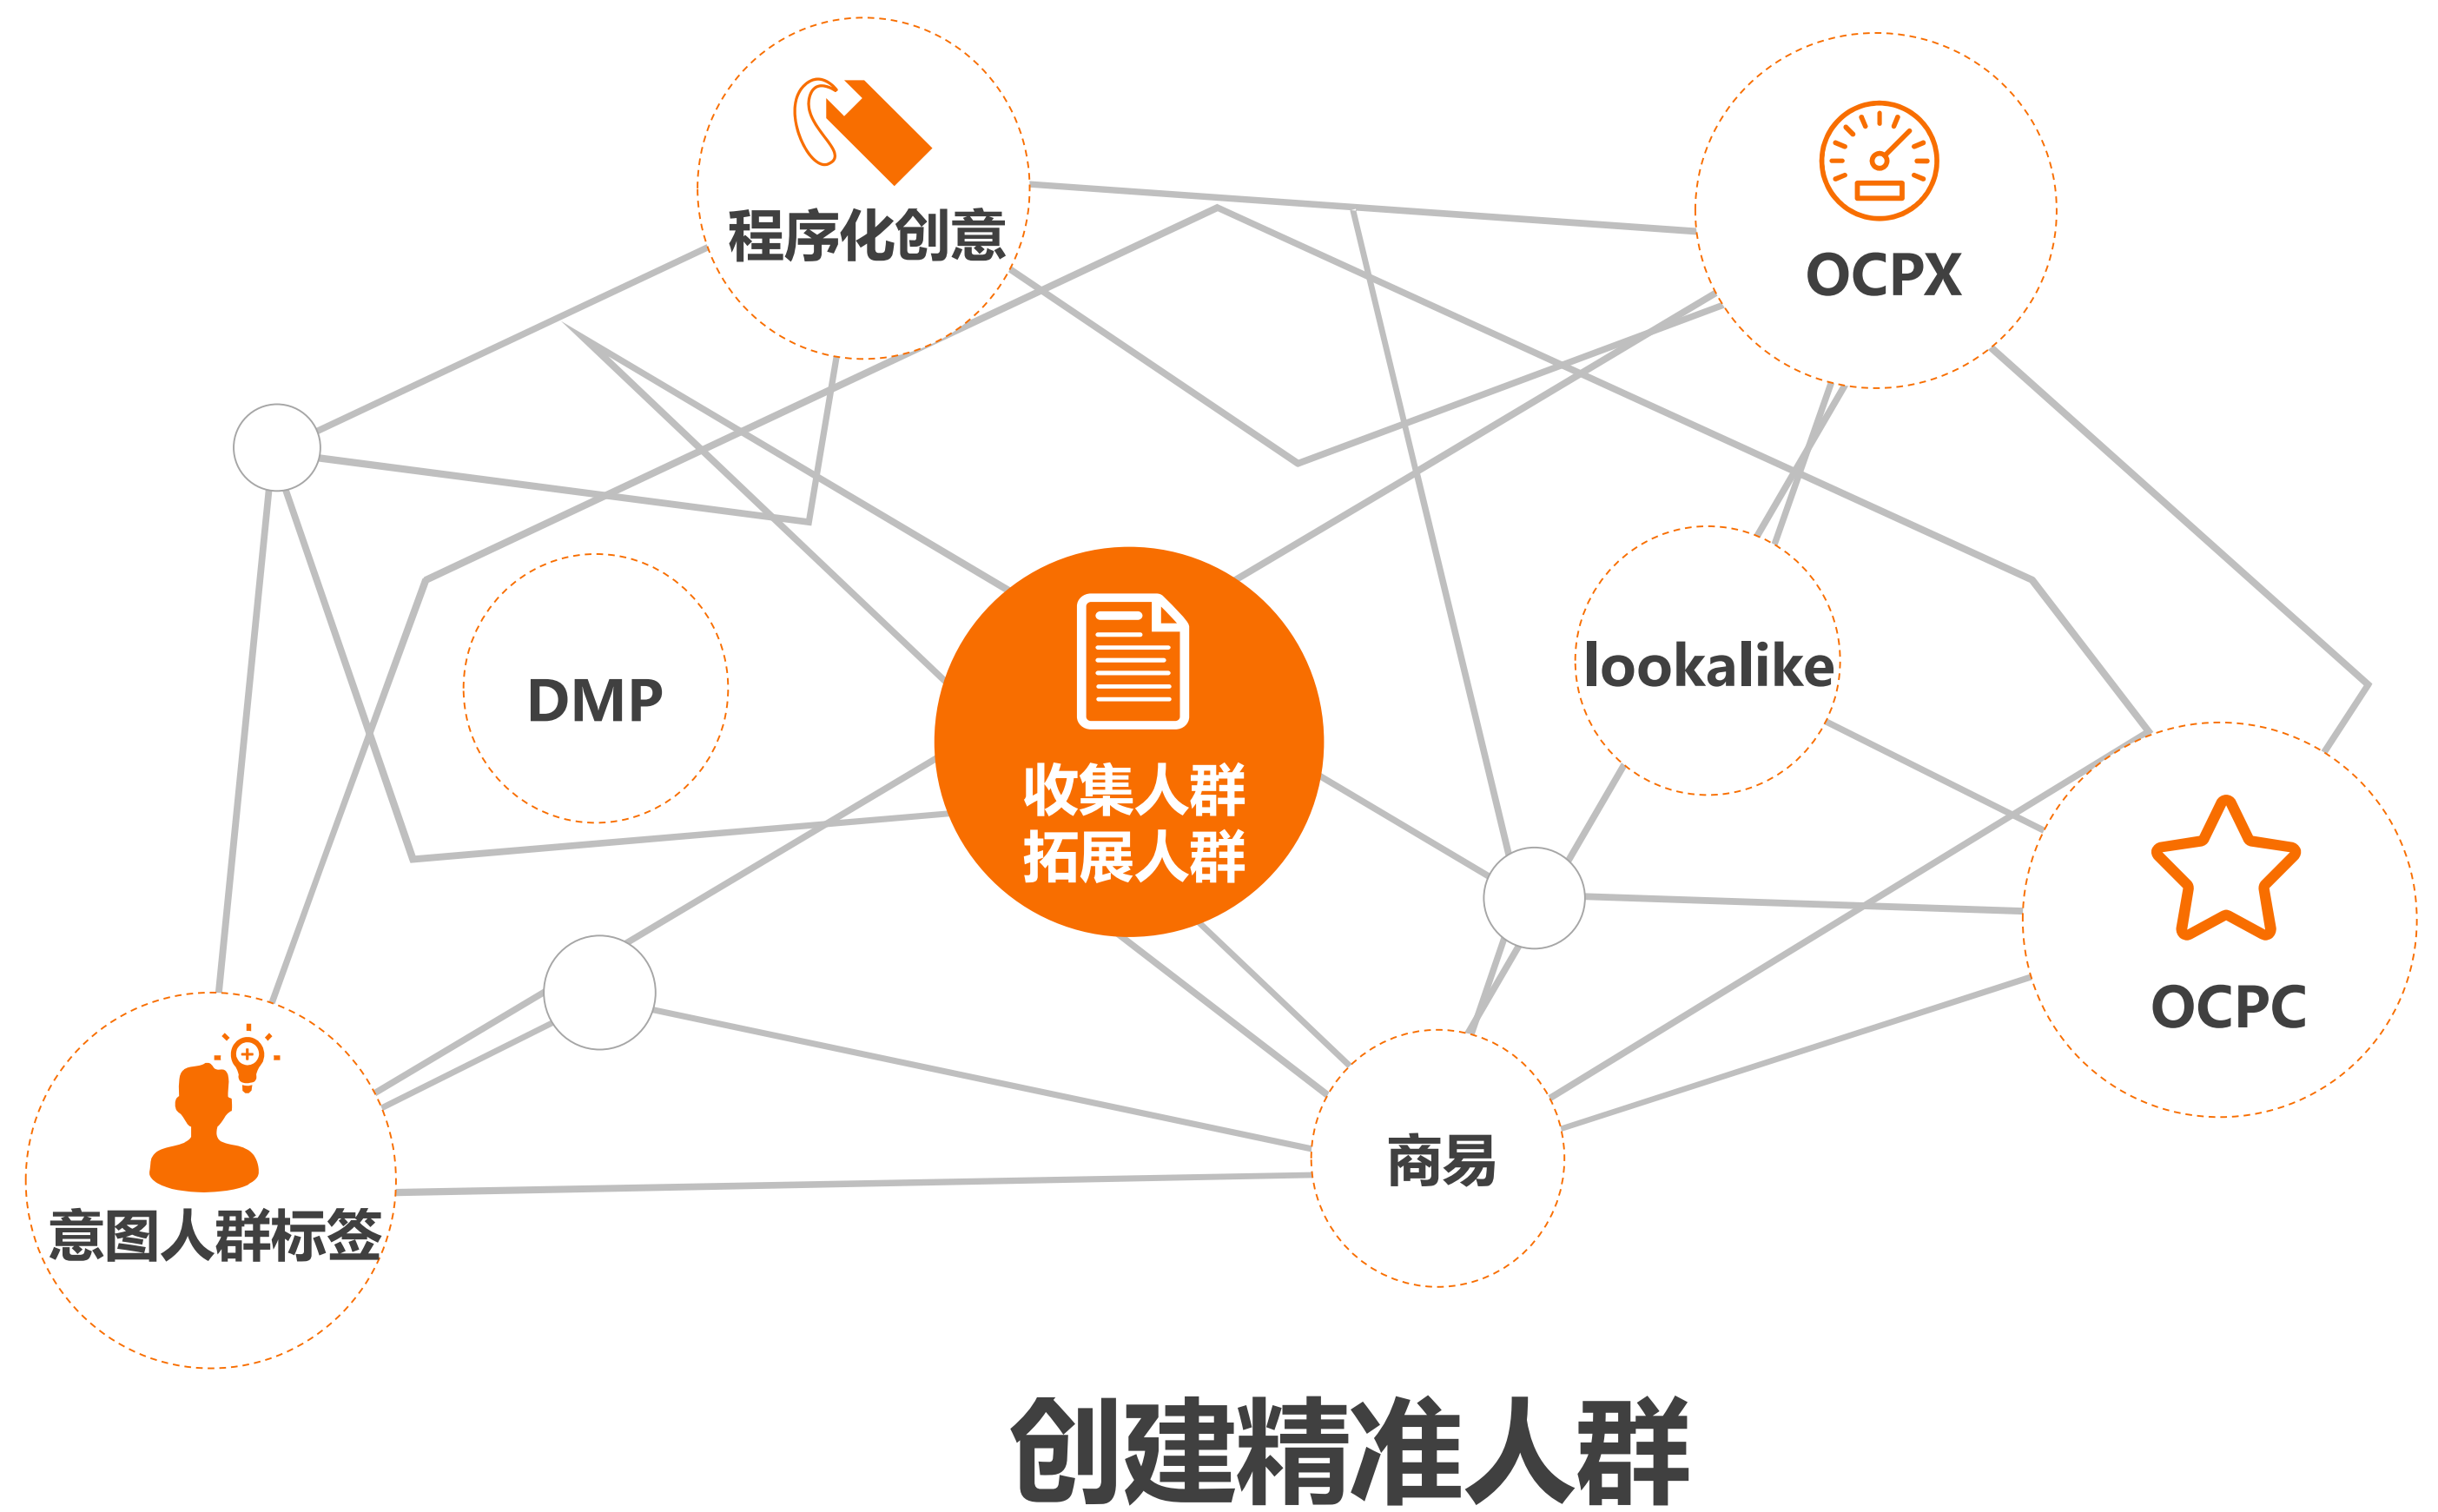 程序化创意
OCPX
lookalike
DMP
收集人群
拓展人群
OCPC
商易
意图人群标签
创建精准人群